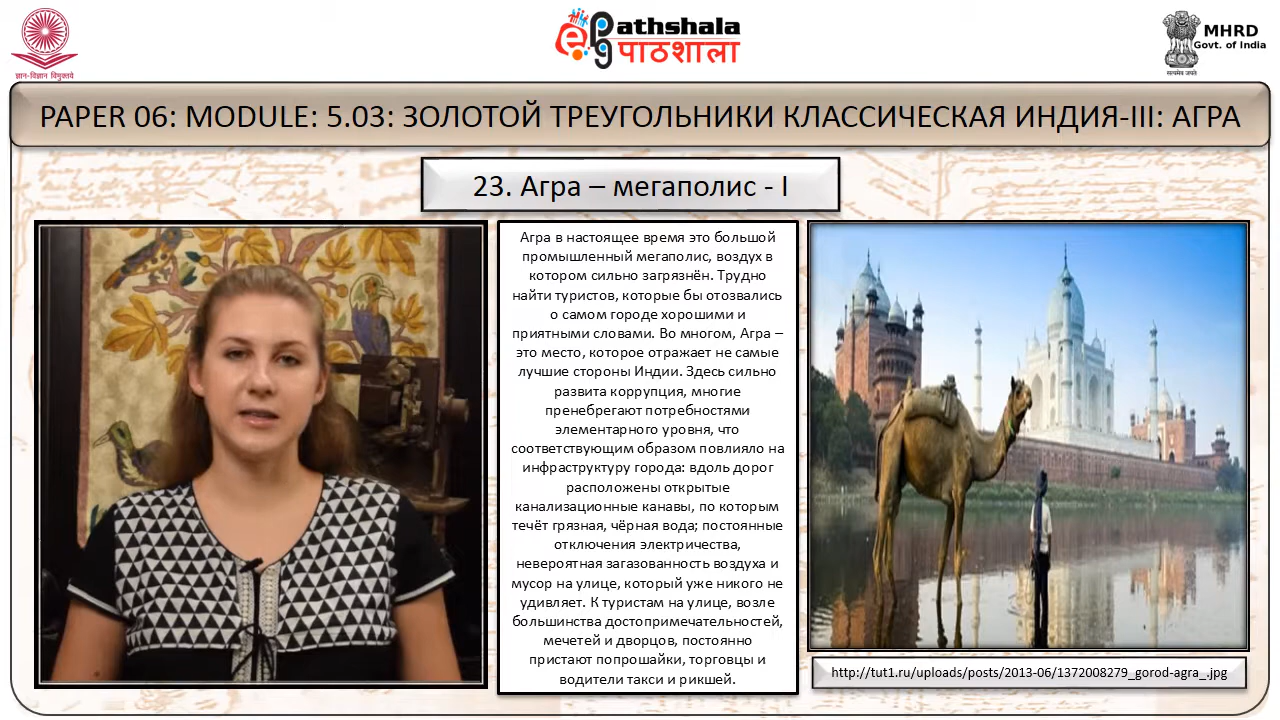 ज्ञान-विज्ञान विमुक्तये
ePg Pathshala
पाठशाला
MHRD
Govt. of India
सत्यमेव जयते
PAPER 06: MODULE: 5.03: ЗОЛОТОЙ ТРЕУГОЛЬНИКИ КЛАССИЧЕСКАЯ ИНДИЯ-III: АГРА
23. Агра – мегаполис - I
Агра в настоящее время это большой
промышленный мегаполис, воздух в
котором сильно загрязнён. Трудно
найти туристов, которые бы отозвались
о самом городе хорошими и
приятными словами. Во многом, Агра –
это место, которое отражает не самые
лучшие стороны Индии. Здесь сильно
развита коррупция, многие
пренебрегают потребностями
элементарного уровня, что
соответствующим образом повлияло на
инфраструктуру города: вдоль дорог
расположены открытые
канализационные канавы, по которым
течёт грязная, чёрная вода; постоянные
отключения электричества,
невероятная загазованность воздуха и
мусор на улице, который уже никого не
удивляет. К туристам на улице, возле
большинства достопримечательностей,
мечетей и дворцов, постоянно
пристают попрошайки, торговцы и
водители такси и рикшей.
http://tut1.ru/uploads/posts/2013-06/1372008279_gorod-agra_.jpg